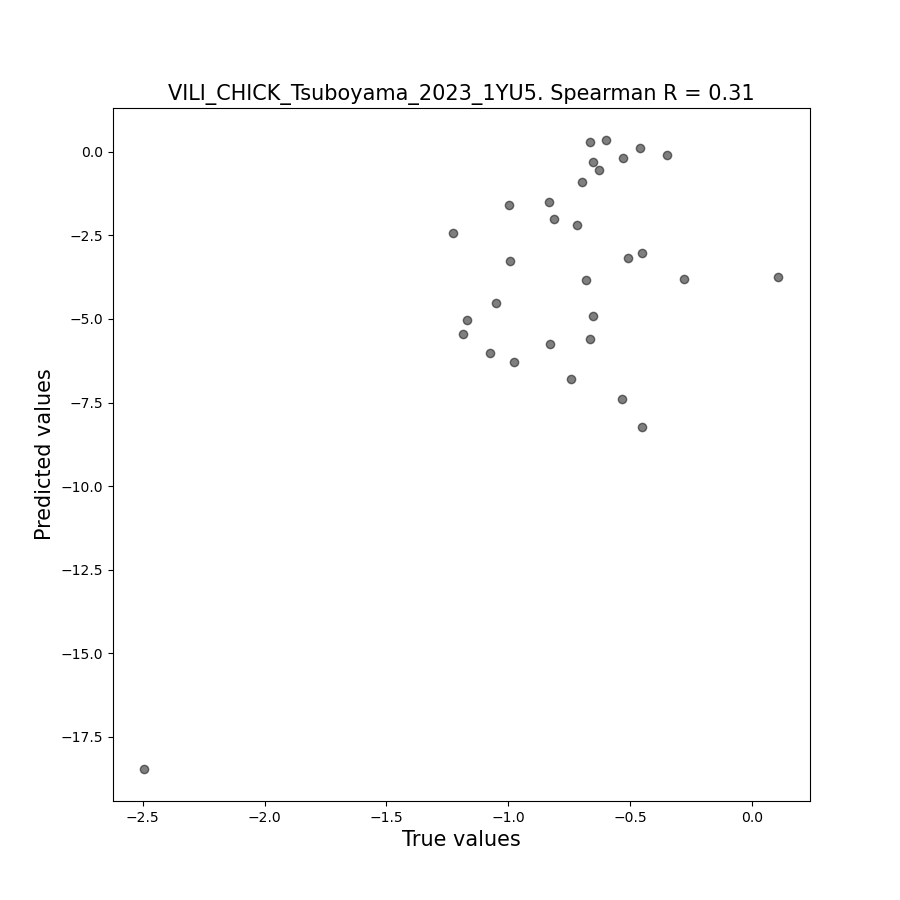 VILI_CHICK_Tsuboyama_2023_1YU5. Spearman R = 0.31
0.0
−2.5
−5.0
−7.5
−10.0
−12.5
−15.0
−17.5
Predicted values
−2.5 −2.0 −1.5 −1.0 −0.5 0.0
True values